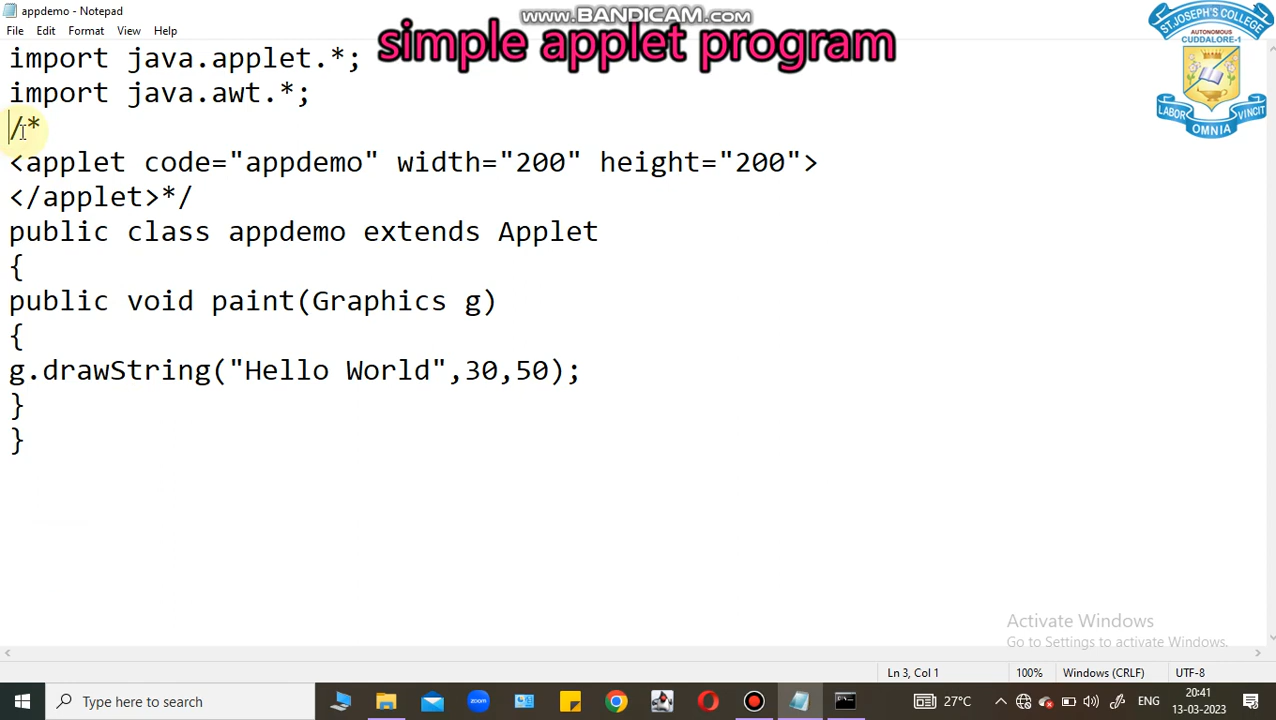 appdemo - Notepad
www.BANDICAM.com
File Edit Format View Help
simple applet program
ST.JOSEPH'S COLLEGE
AUTONOMOUS
CUDDALORE-1
LABOR OMNIA VINCIT
import java.applet.*;
import java.awt.*;
/*
<applet code="appdemo" width="200" height="200">
</applet>*/
public class appdemo extends Applet
{
public void paint(Graphics g)
{
g.drawString("Hello World",30,50);
}
}
Activate Windows
Go to Settings to activate Windows.
Ln 3, Col 1 100% Windows (CRLF) UTF-8
Type here to search
zoom
27°C
ENG
20:41
13-03-2023